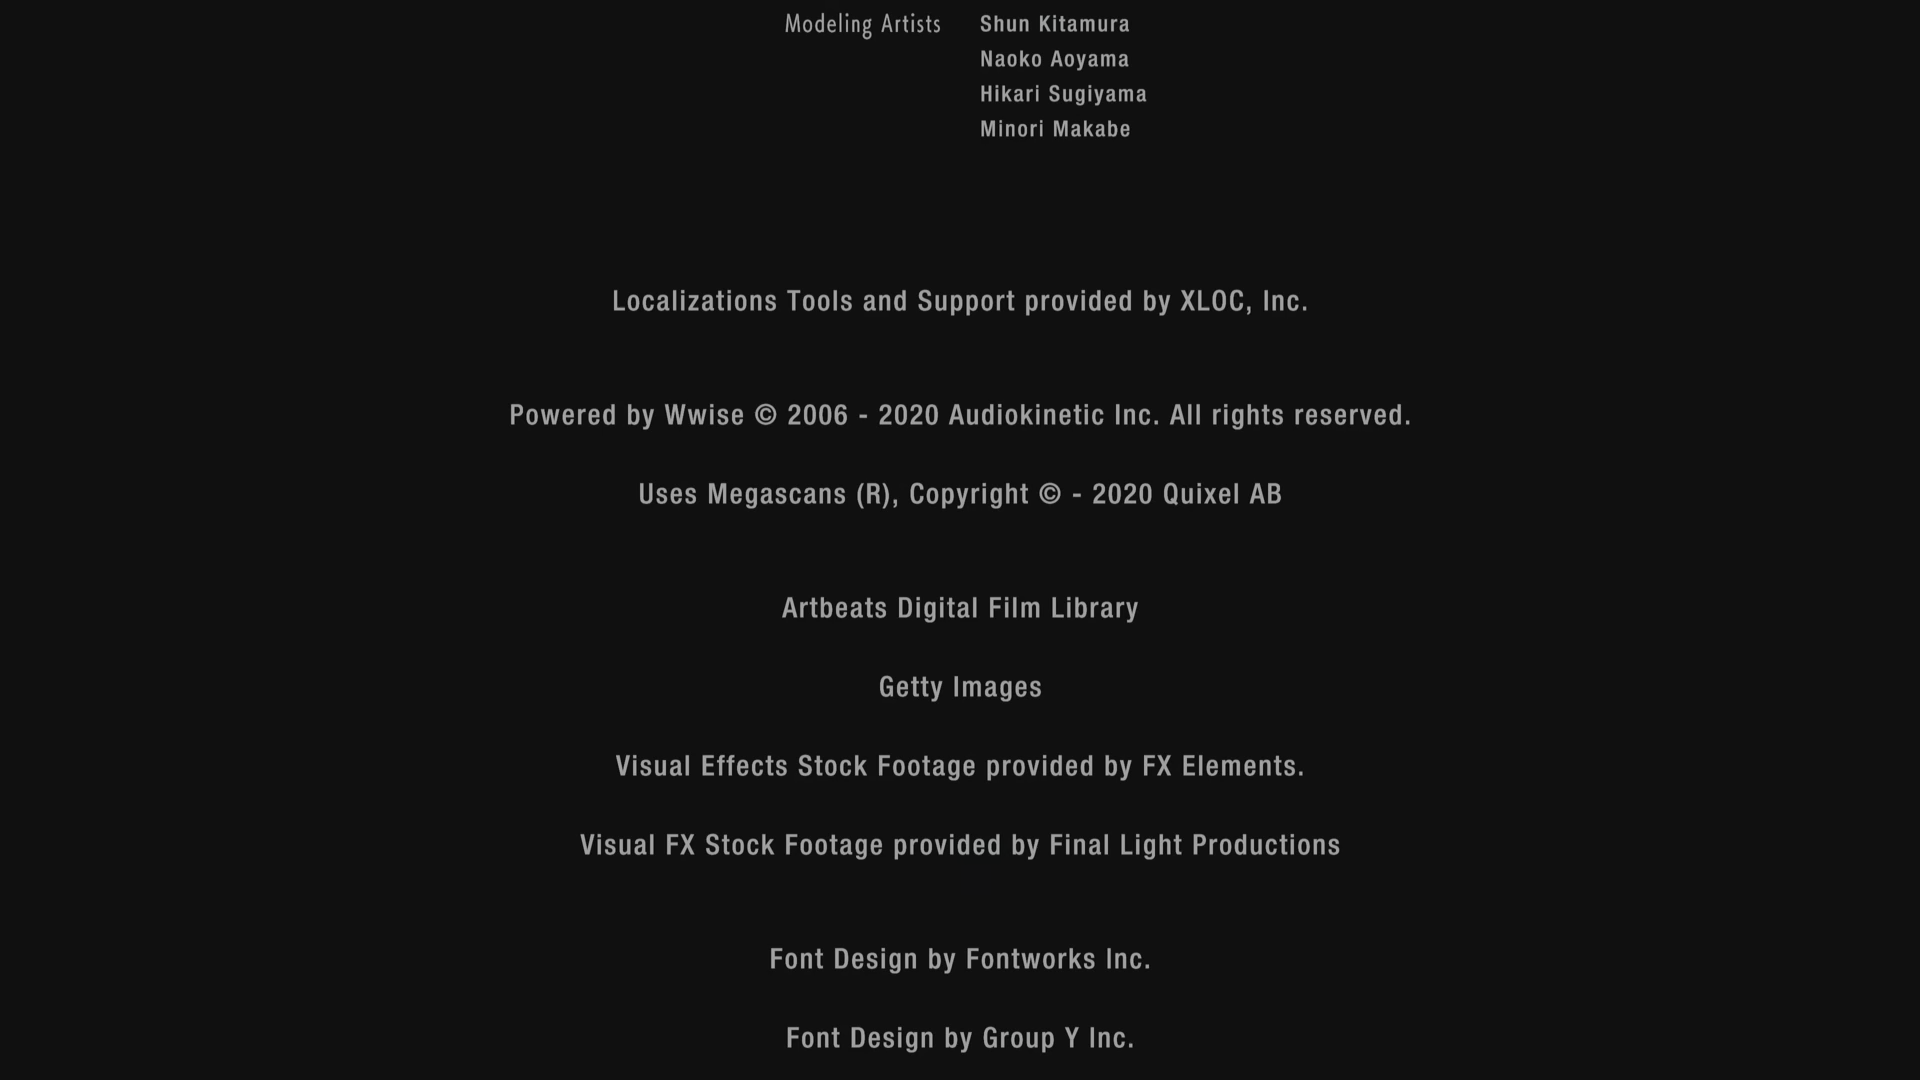 Modeling Artists Shun Kitamura
Naoko Aoyama
Hikari Sugiyama
Minori Makabe
Localizations Tools and Support provided by XLOC, Inc.
Powered by Wwise © 2006 - 2020 Audiokinetic Inc. All rights reserved.
Uses Megascans (R), Copyright © - 2020 Quixel AB
Artbeats Digital Film Library
Getty Images
Visual Effects Stock Footage provided by FX Elements.
Visual FX Stock Footage provided by Final Light Productions
Font Design by Fontworks Inc.
Font Design by Group Y Inc.